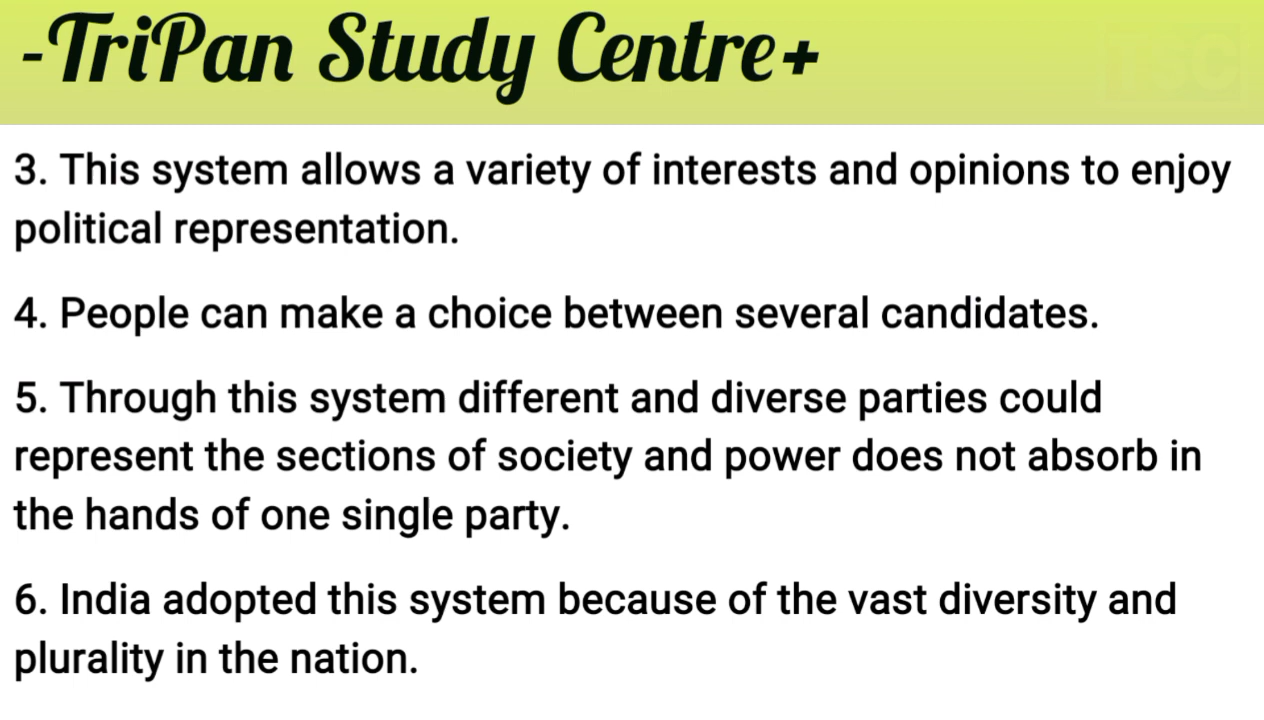 -TriPan Study Centre+
TSC
3. This system allows a variety of interests and opinions to enjoy
political representation.
4. People can make a choice between several candidates.
5. Through this system different and diverse parties could
represent the sections of society and power does not absorb in
the hands of one single party.
6. India adopted this system because of the vast diversity and
plurality in the nation.